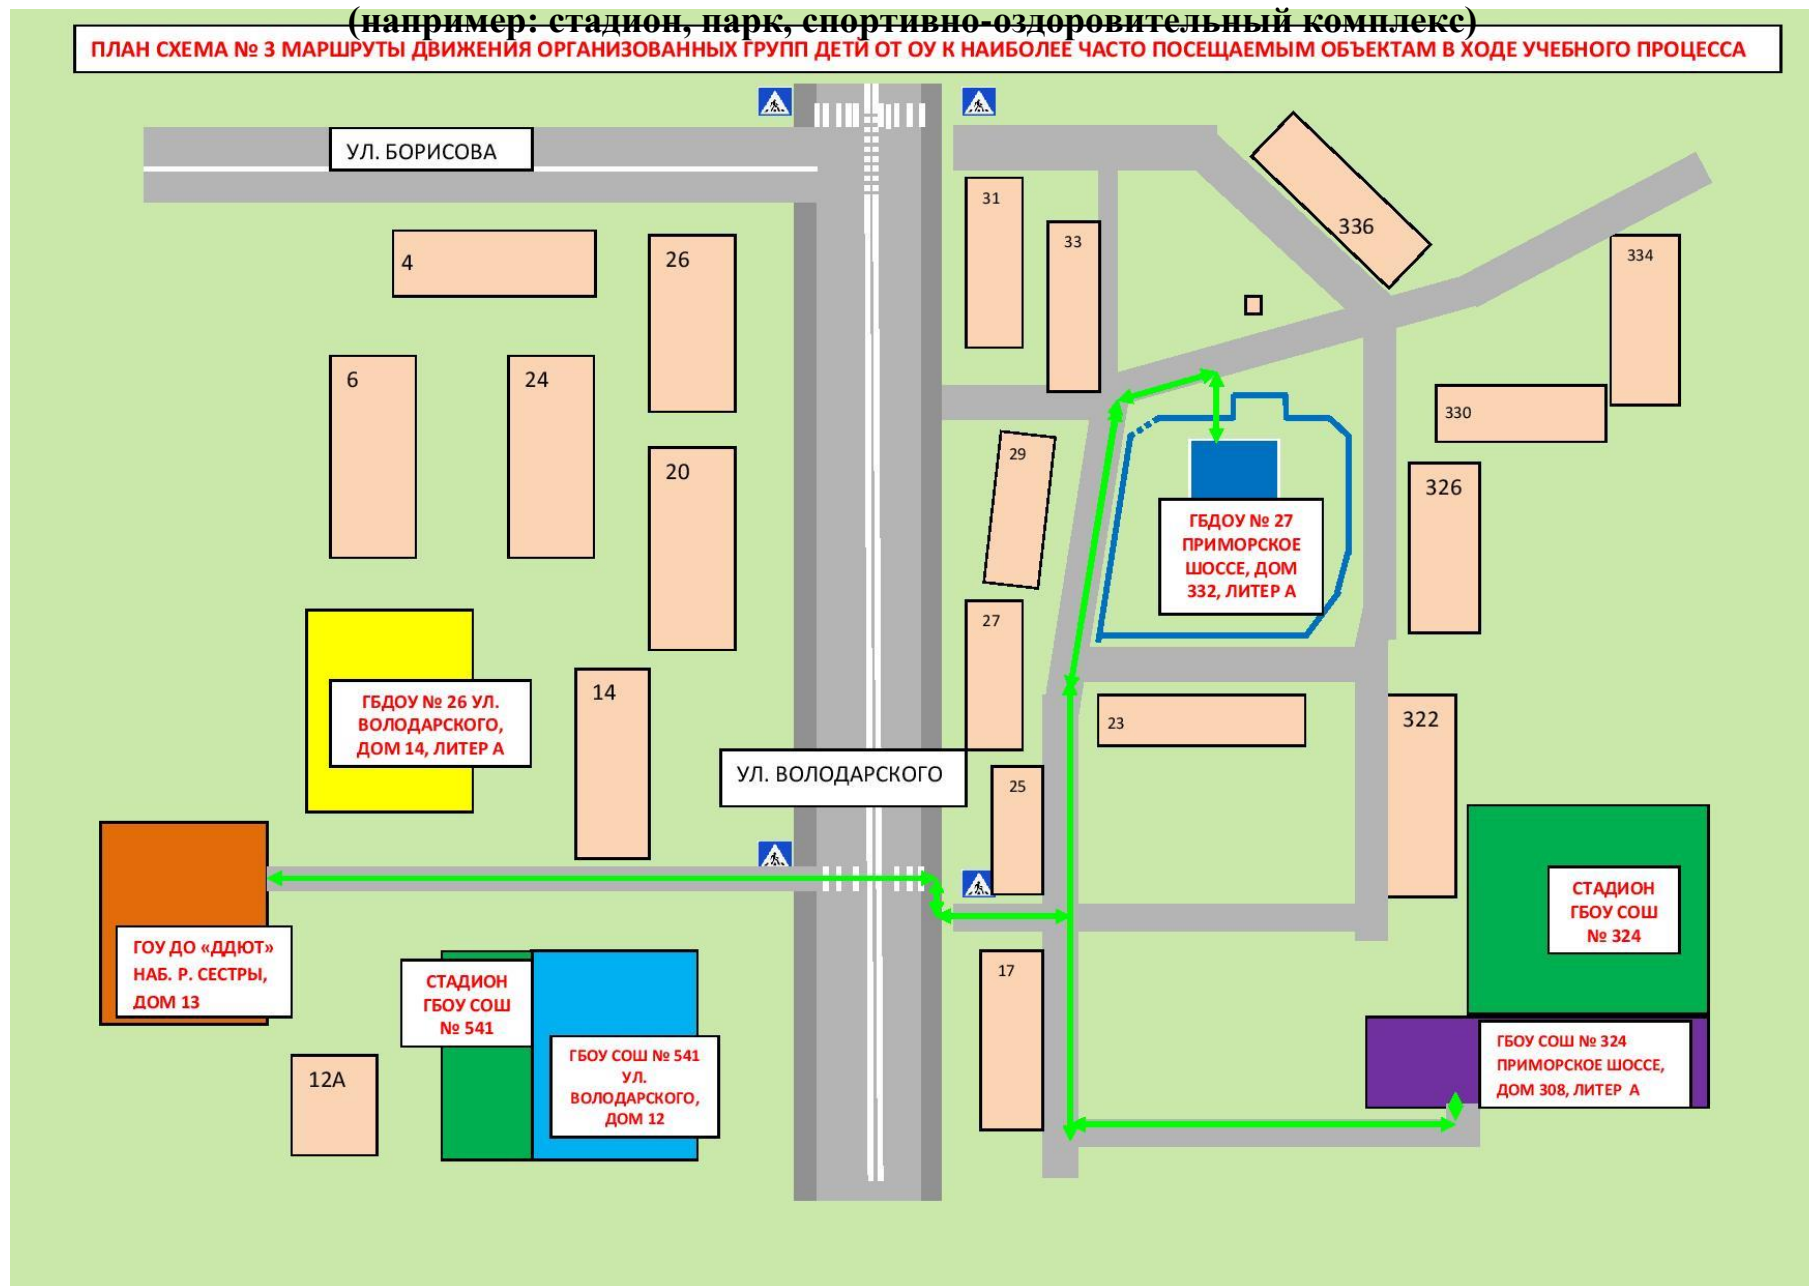 (например: стадион, парк, спортивно-оздоровительный комплекс)
ПЛАН СХЕМА № 3 МАРШРУТЫ ДВИЖЕНИЯ ОРГАНИЗОВАННЫХ ГРУПП ДЕТИ ОТ ОУ К НАИБОЛЕЕ ЧАСТО ПОСЕЩАЕМЫМ ОБЪЕКТАМ В ХОДЕ УЧЕБНОГО ПРОЦЕССА
УЛ. БОРИСОВА
31
33
336
334
4
26
6
24
20
29
330
326
ГБДОУ № 27
ПРИМОРСКОЕ
ШОССЕ, ДОМ
332, ЛИТЕР А
27
14
ГБДОУ № 26 УЛ.
ВОЛОДАРСКОГО,
ДОМ 14, ЛИТЕР А
23
322
УЛ. ВОЛОДАРСКОГО
25
СТАДИОН
ГБОУ СОШ
№ 324
ГОУ ДО «ДДЮТ»
НАБ. Р. СЕСТРЫ,
ДОМ 13
СТАДИОН
ГБОУ СОШ
№ 541
17
ГБОУ СОШ № 541
УЛ.
ВОЛОДАРСКОГО,
ДОМ 12
ГБОУ СОШ № 324
ПРИМОРСКОЕ ШОССЕ,
ДОМ 308, ЛИТЕР А
12А